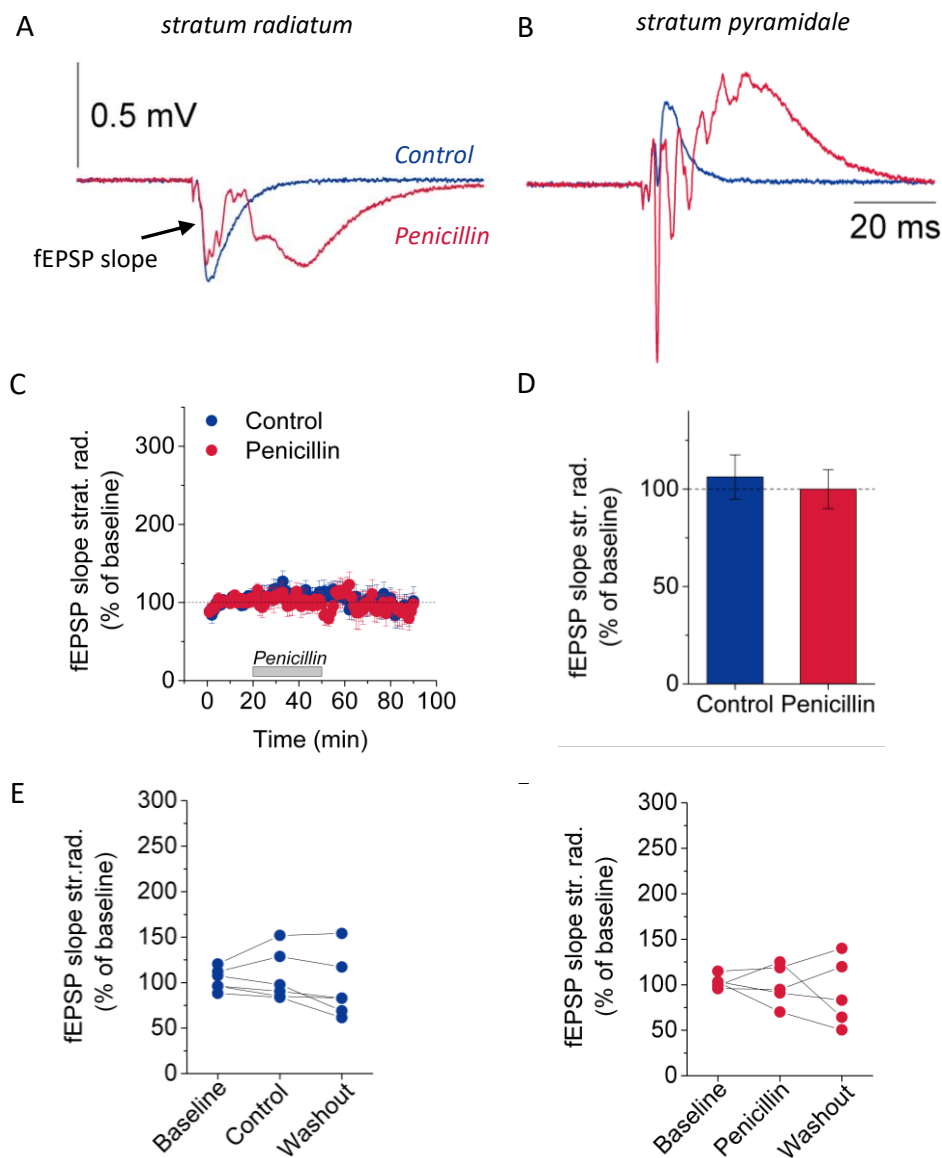 A
stratum radiatum
B
stratum pyramidale
0.5 mV
Control
Penicillin
fEPSP slope
20 ms
C
fEPSP slope strat. rad.
(% of baseline)
300
200
100
0
Control
Penicillin
Penicillin
0 20 40 60 80 100
Time (min)
D
fEPSP slope str. rad.
(% of baseline)
100
50
0
Control Penicillin
E
fEPSP slope str.rad.
(% of baseline)
300
250
200
150
100
50
0
Baseline
Control
Washout
fEPSP slope str. rad.
(% of baseline)
300
250
200
150
100
50
0
Baseline
Penicillin
Washout